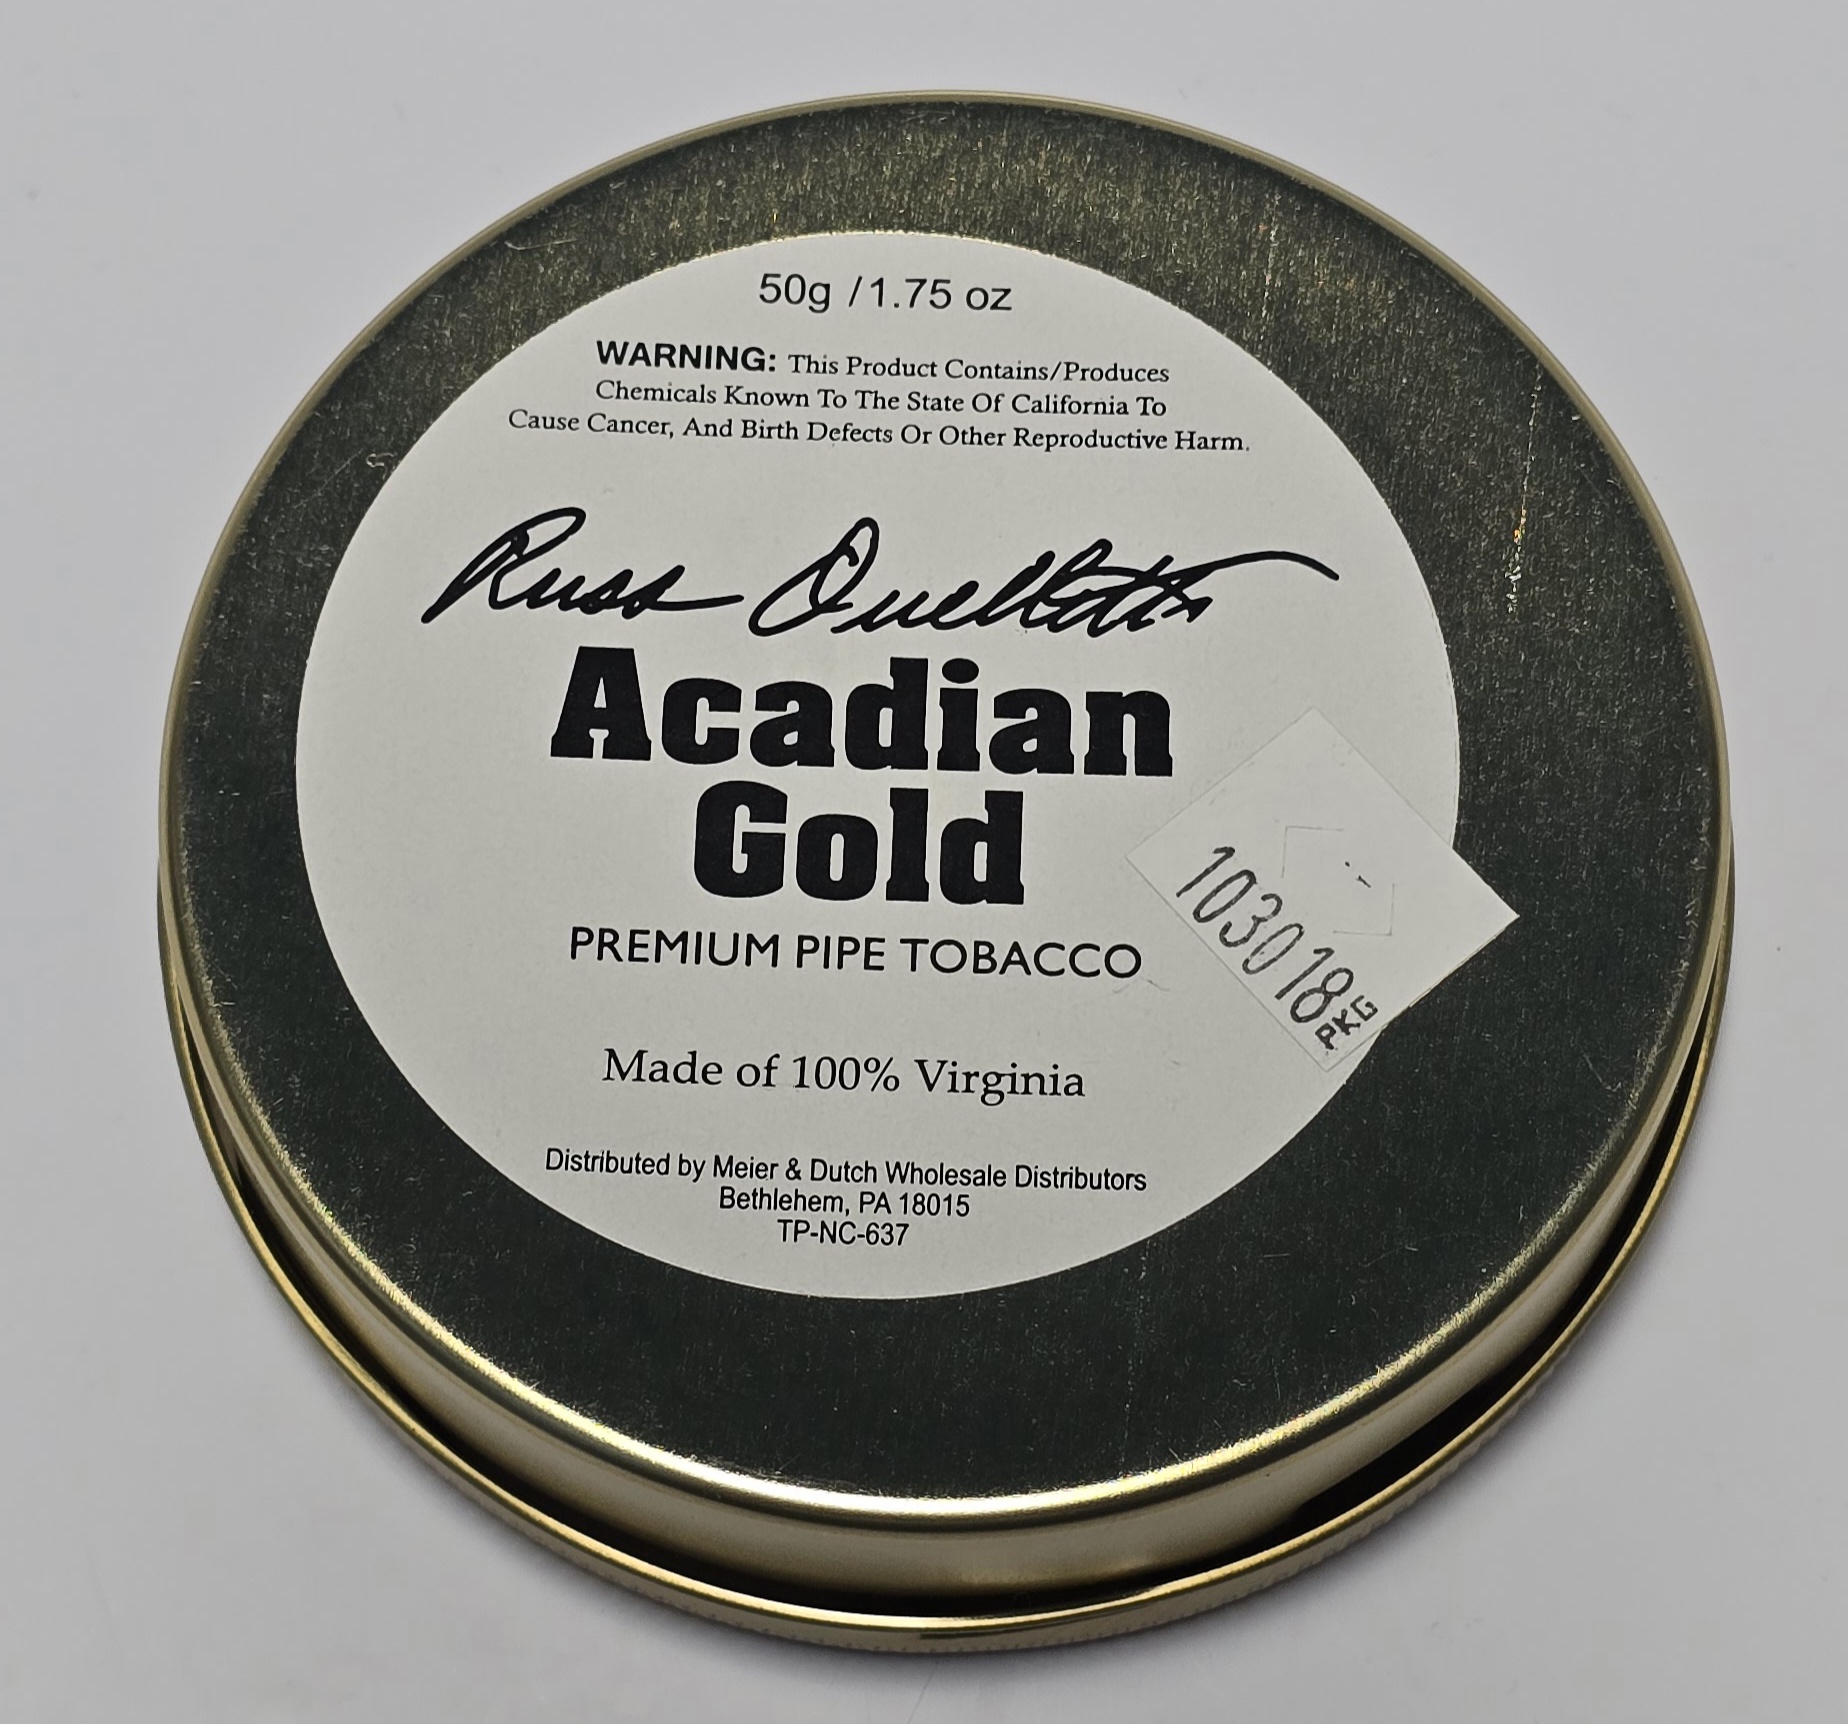 50g /1.75 oz
WARNING: This Product Contains/Produces
Chemicals Known To The State Of California To
Cause Cancer, And Birth Defects Or Other Reproductive Harm.
Russ Ouellette
Acadian
Gold
PREMIUM PIPE TOBACCO
103018 PKG
Made of 100% Virginia
Distributed by Meier & Dutch Wholesale Distributors
Bethlehem, PA 18015
TP-NC-637